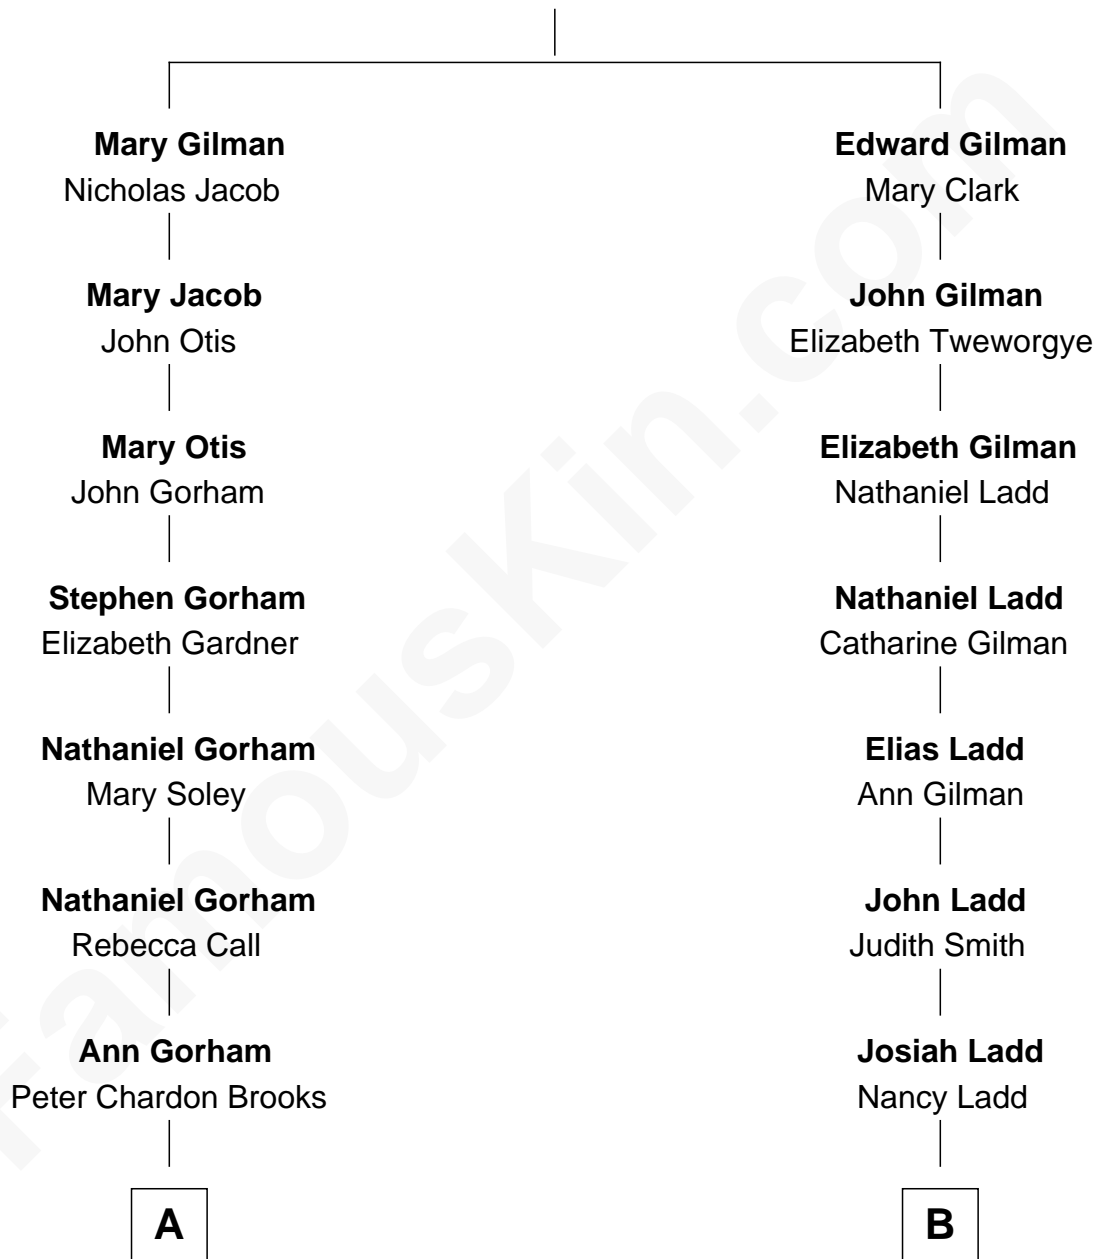 Mary Gilman
Nicholas Jacob
Mary Jacob
John Otis
Mary Otis
John Gorham
Stephen Gorham
Elizabeth Gardner
Nathaniel Gorham
Mary Soley
Nathaniel Gorham
Rebecca Call
Ann Gorham
Peter Chardon Brooks
A
Edward Gilman
Mary Clark
John Gilman
Elizabeth Tweworgye
Elizabeth Gilman
Nathaniel Ladd
Nathaniel Ladd
Catharine Gilman
Elias Ladd
Ann Gilman
John Ladd
Judith Smith
Josiah Ladd
Nancy Ladd
B
FamousKin.com